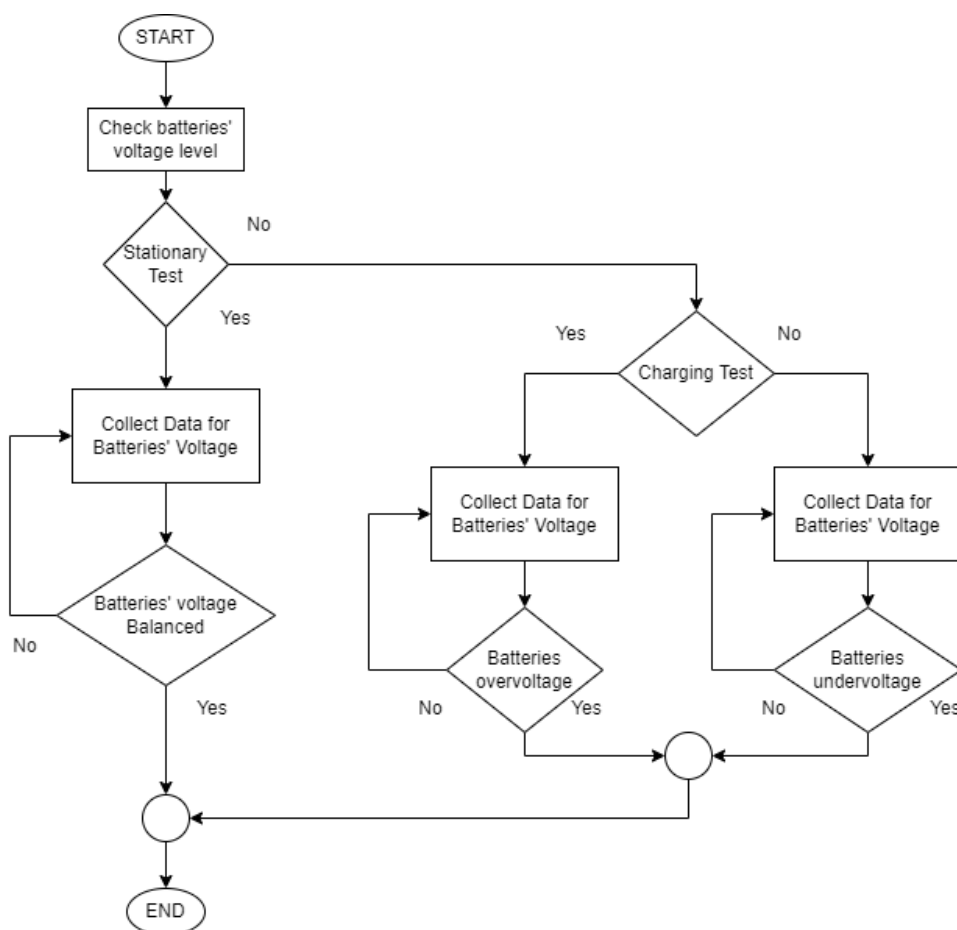 START
Check batteries'
voltage level
No
Stationary
Test
Yes
Yes
No
Charging Test
Collect Data for
Batteries' Voltage
Collect Data for
Batteries' Voltage
Collect Data for
Batteries' Voltage
Batteries' voltage
Balanced
No
Yes
Batteries
overvoltage
No
Yes
Batteries
undervoltage
No
Yes
END